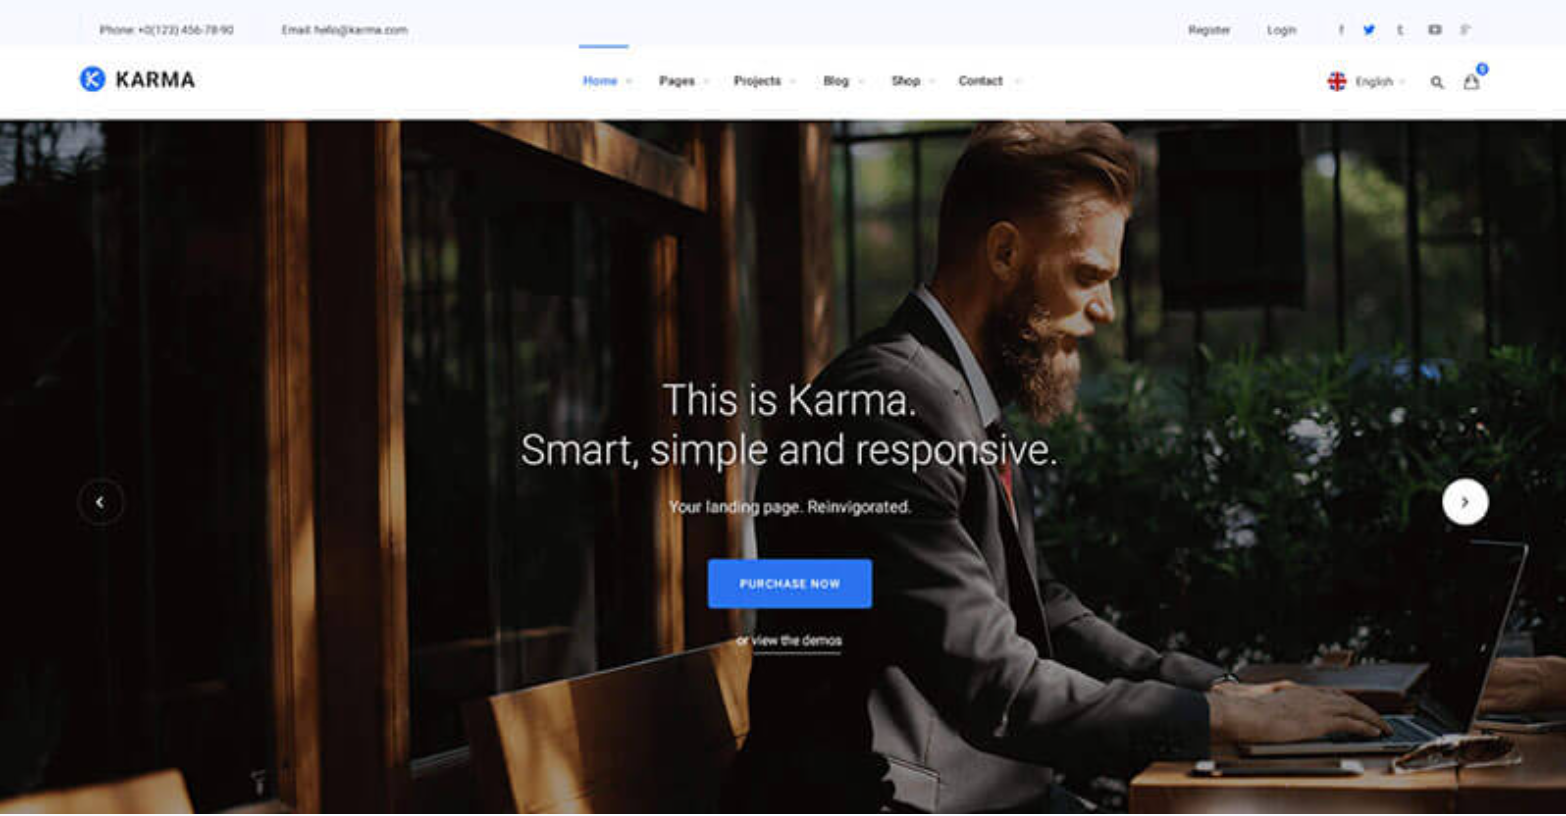 Phone: +0(123) 456-78-90
Email: hello@karma.com
Register
Login
KARMA
Home
Pages
Projects
Blog
Shop
Contact
English
This is Karma.
Smart, simple and responsive.
Your landing page. Reinvigorated.
PURCHASE NOW
or view the demos